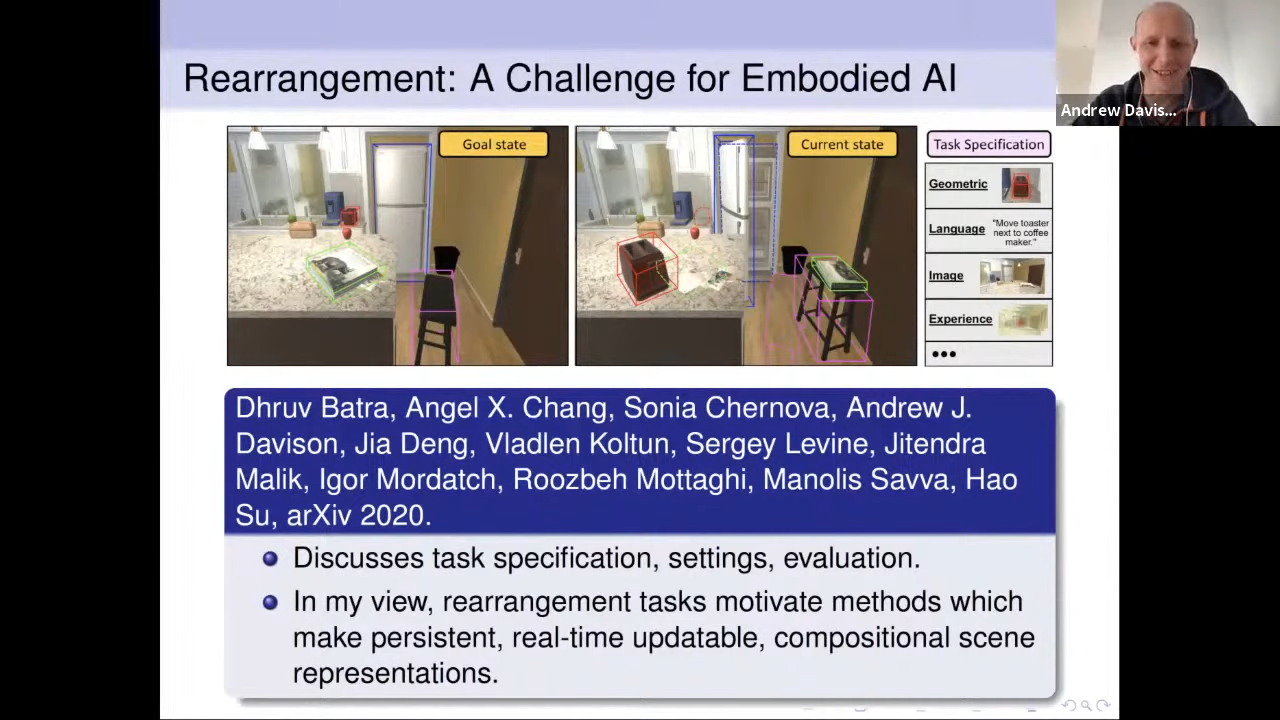 Rearrangement: A Challenge for Embodied AI
Andrew Davis...
Goal state
Current state
Task Specification
Geometric
Language
"Move toaster
next to coffee
maker."
Image
Experience
•••
Dhruv Batra, Angel X. Chang, Sonia Chernova, Andrew J.
Davison, Jia Deng, Vladlen Koltun, Sergey Levine, Jitendra
Malik, Igor Mordatch, Roozbeh Mottaghi, Manolis Savva, Hao
Su, arXiv 2020.
Discusses task specification, settings, evaluation.
In my view, rearrangement tasks motivate methods which
make persistent, real-time updatable, compositional scene
representations.